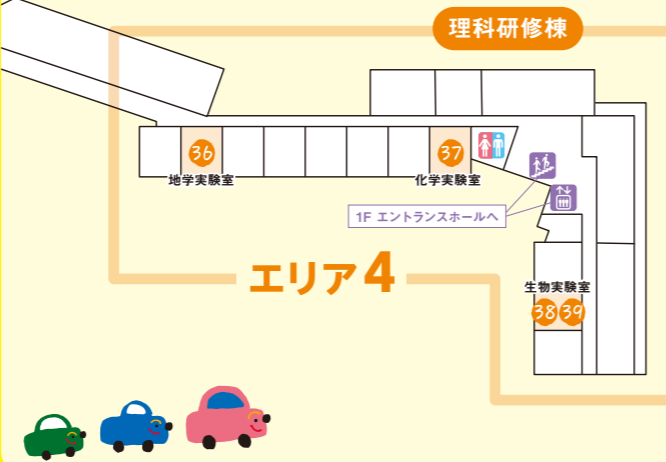 理科研修棟
36
37
地学実験室
化学実験室
1F エントランスホールへ
エリア4
生物実験室
38 39